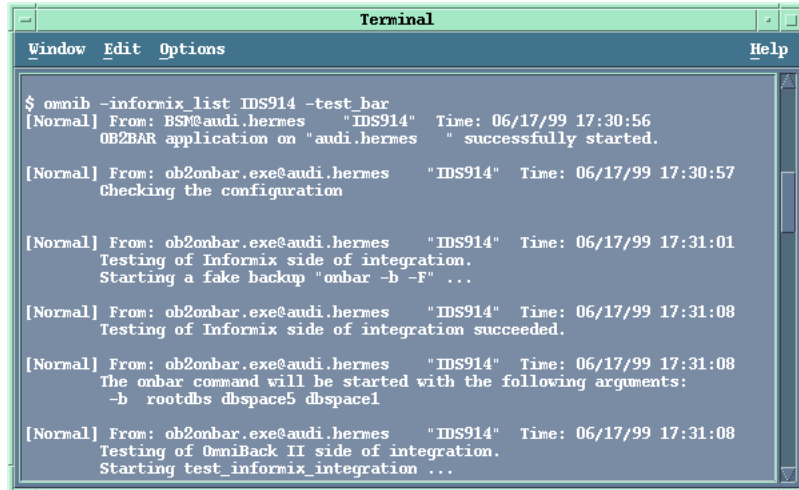 Terminal
Window Edit Options Help
$ omnib -informix_list IDS914 -test_bar
[Normal] From: BSM@audi.hermes "IDS914" Time: 06/17/99 17:30:56
OB2BAR application on "audi.hermes " successfully started.
[Normal] From: ob2onbar.exe@audi.hermes "IDS914" Time: 06/17/99 17:30:57
Checking the configuration
[Normal] From: ob2onbar.exe@audi.hermes "IDS914" Time: 06/17/99 17:31:01
Testing of Informix side of integration.
Starting a fake backup "onbar -b -F" ...
[Normal] From: ob2onbar.exe@audi.hermes "IDS914" Time: 06/17/99 17:31:08
Testing of Informix side of integration succeeded.
[Normal] From: ob2onbar.exe@audi.hermes "IDS914" Time: 06/17/99 17:31:08
The onbar command will be started with the following arguments:
-b rootdbs dbspace5 dbspace1
[Normal] From: ob2onbar.exe@audi.hermes "IDS914" Time: 06/17/99 17:31:08
Testing of OmniBack II side of integration.
Starting test_informix_integration ...